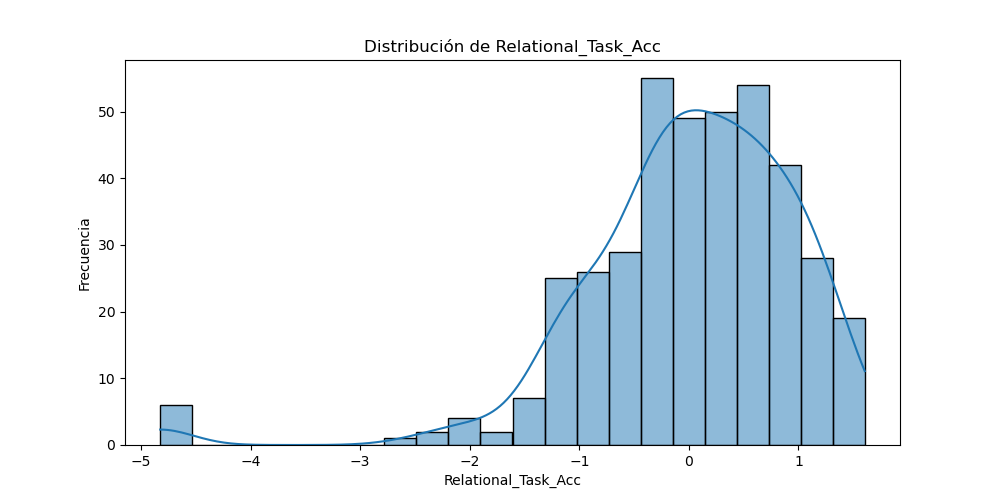 Distribución de Relational_Task_Acc
Frecuencia
50
40
30
20
10
0
−5 −4 −3 −2 −1 0 1
Relational_Task_Acc